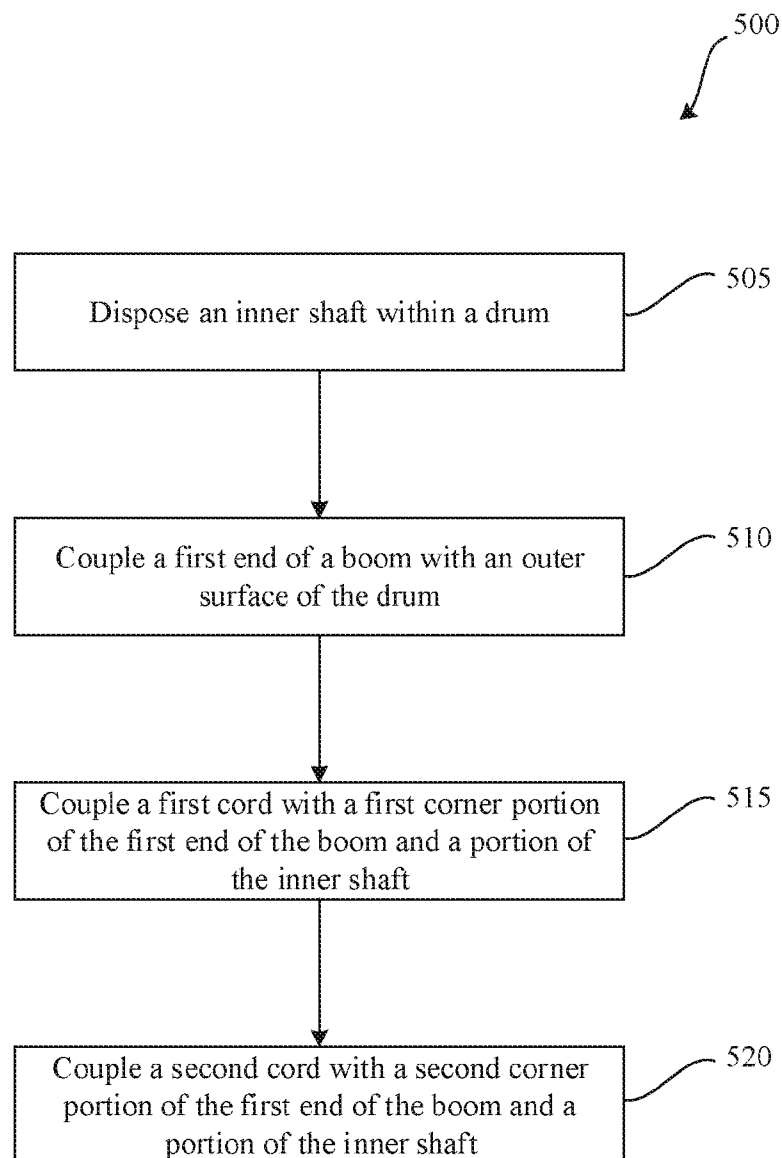 500
Dispose an inner shaft within a drum
505
Couple a first end of a boom with an outer
surface of the drum
510
Couple a first cord with a first corner portion
of the first end of the boom and a portion of
the inner shaft
515
Couple a second cord with a second corner
portion of the first end of the boom and a
portion of the inner shaft
520